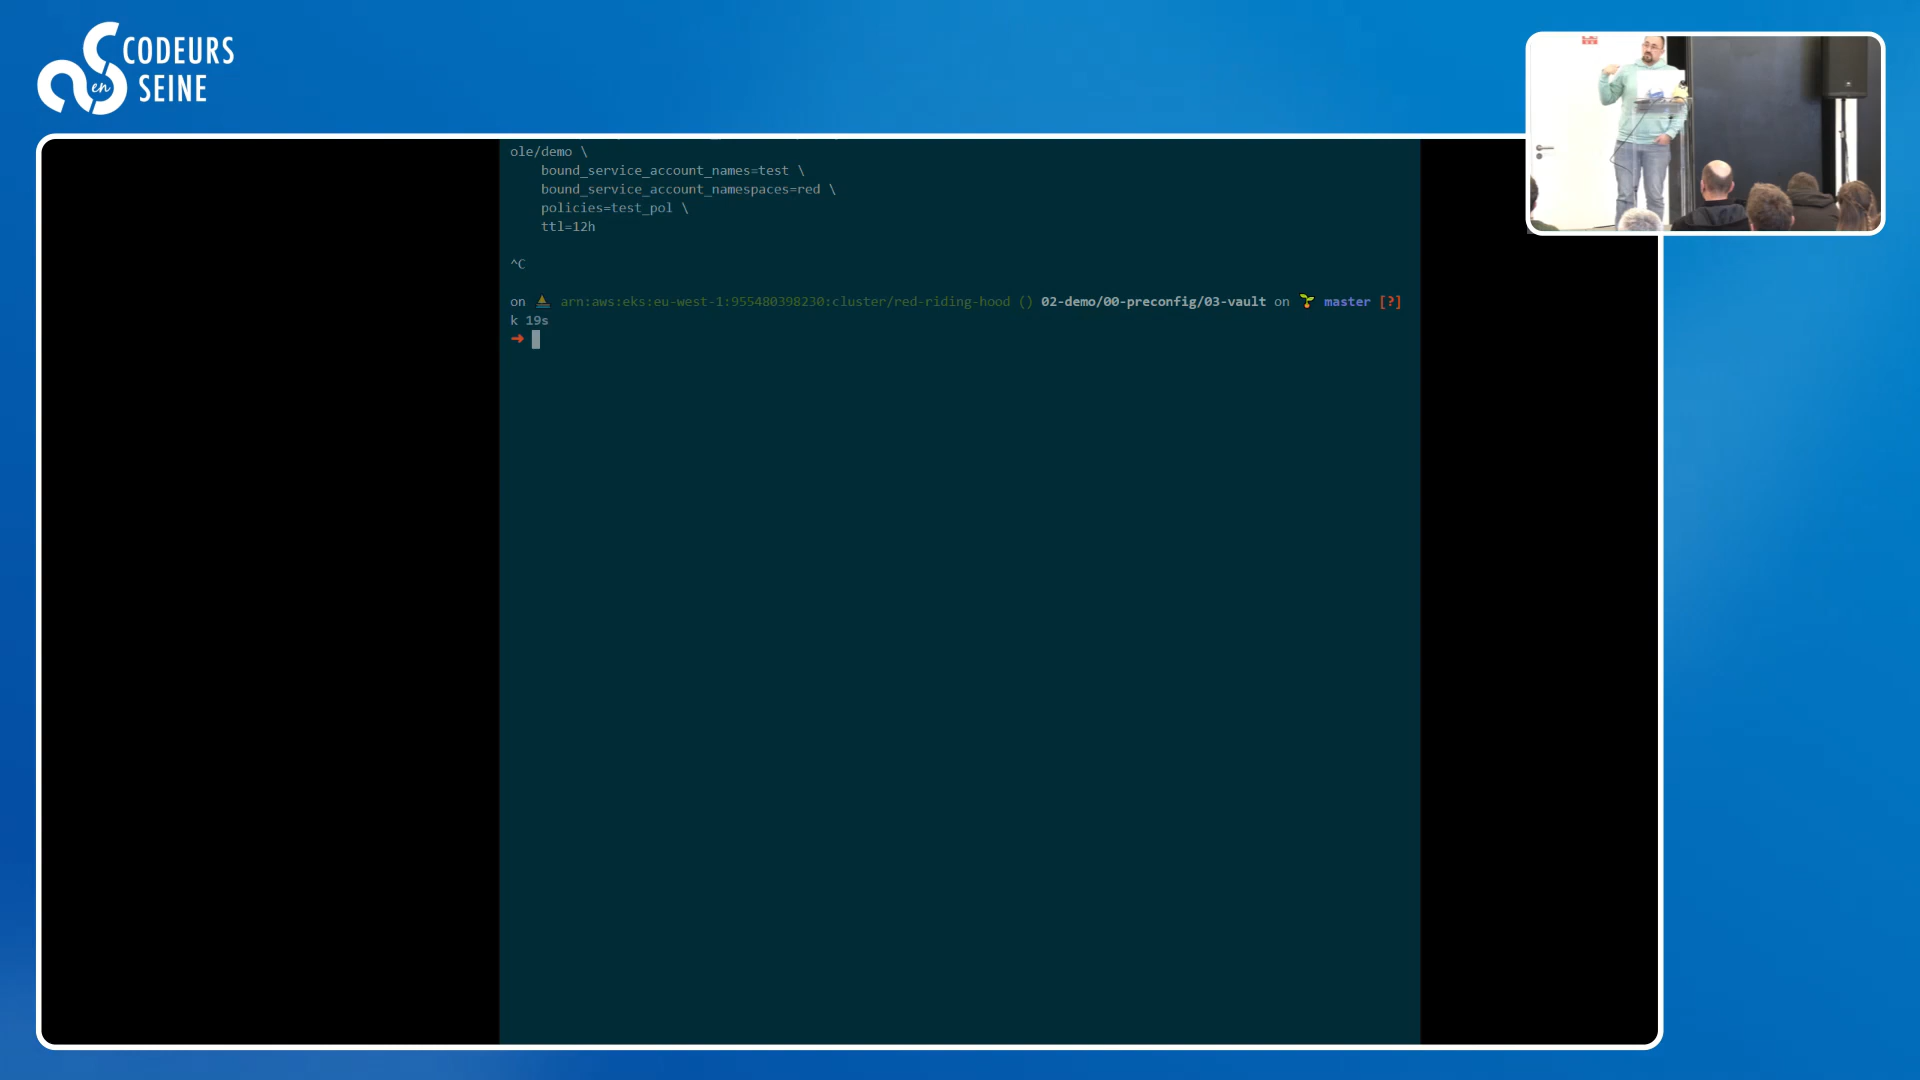 CODEURS
en
SEINE
ole/demo \
bound_service_account_names=test \
bound_service_account_namespaces=red \
policies=test_pol \
ttl=12h
^C
on arn:aws:eks:eu-west-1:955480398230:cluster/red-riding-hood () 02-demo/00-preconfig/03-vault on master [?]
k 19s
➜